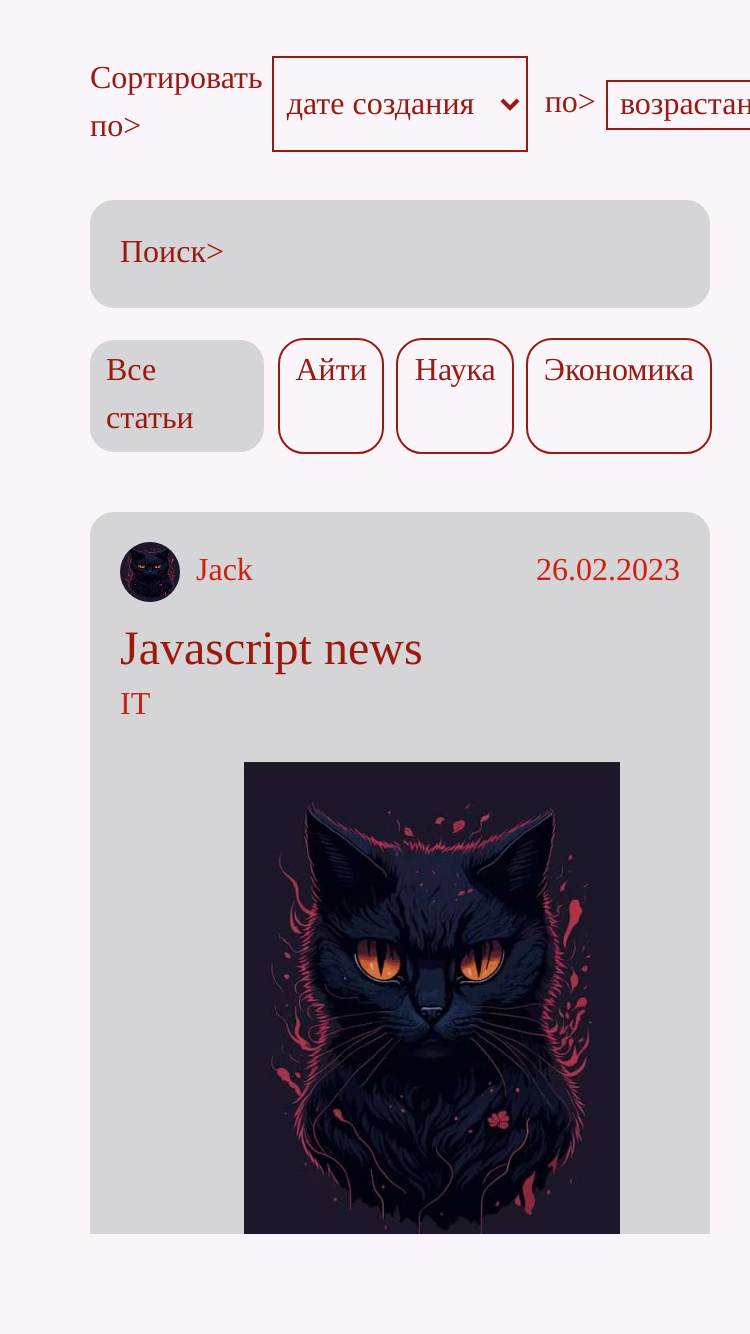 Сортировать по> дате создания по> возрастан
Поиск>
Все статьи Айти Наука Экономика
Jack 26.02.2023
Javascript news
IT